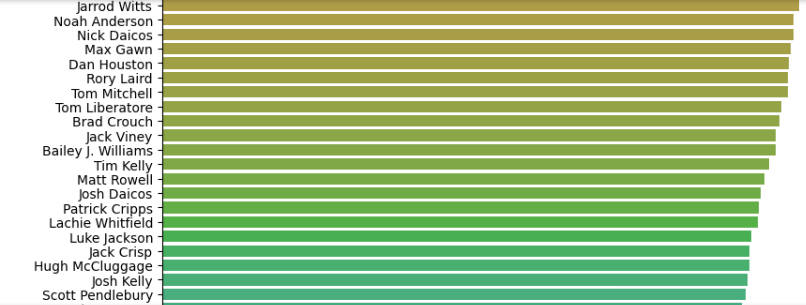 Jarrod Witts
Noah Anderson
Nick Daicos
Max Gawn
Dan Houston
Rory Laird
Tom Mitchell
Tom Liberatore
Brad Crouch
Jack Viney
Bailey J. Williams
Tim Kelly
Matt Rowell
Josh Daicos
Patrick Cripps
Lachie Whitfield
Luke Jackson
Jack Crisp
Hugh McCluggage
Josh Kelly
Scott Pendlebury